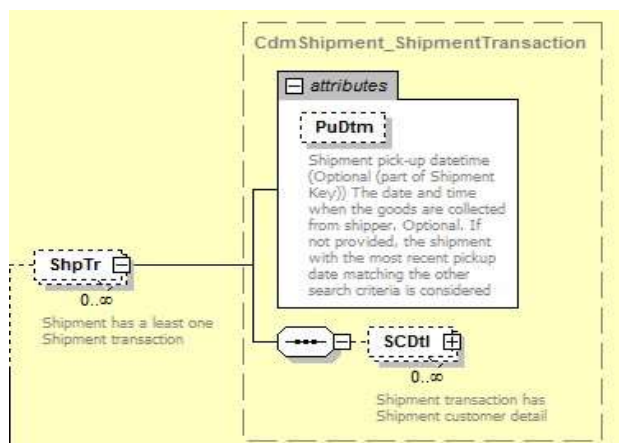 CdmShipment_ShipmentTransaction
attributes
PuDtm
Shipment pick-up datetime
(Optional (part of Shipment
Key)) The date and time
when the goods are collected
from shipper. Optional. If
not provided, the shipment
with the most recent pickup
date matching the other
search criteria is considered
ShpTr
0..∞
Shipment has a least one
Shipment transaction
SCDtl
0..∞
Shipment transaction has
Shipment customer detail